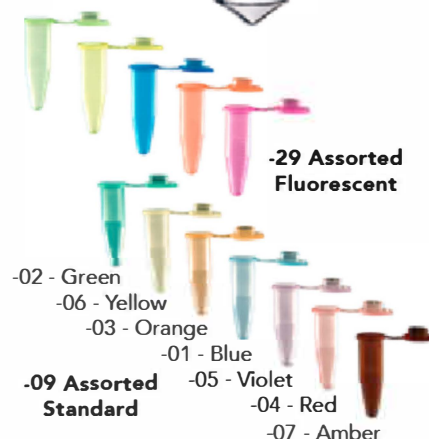 -29 Assorted
Fluorescent
-02 - Green
-06 - Yellow
-03 - Orange
-01 - Blue
-05 - Violet
-09 Assorted
Standard
-04 - Red
-07 - Amber